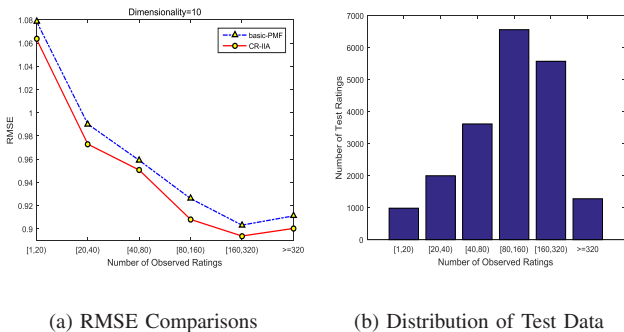 Dimensionality=10
1.08
1.06
1.04
1.02
1
0.98
0.96
0.94
0.92
0.9
RMSE
basic-PMF
CR-IIA
[1,20) [20,40) [40,80) [80,160) [160,320) >=320
Number of Observed Ratings
(a) RMSE Comparisons
7000
6000
5000
4000
3000
2000
1000
0
Number of Test Ratings
[1,20) [20,40) [40,80) [80,160) [160,320) >=320
Number of Observed Ratings
(b) Distribution of Test Data